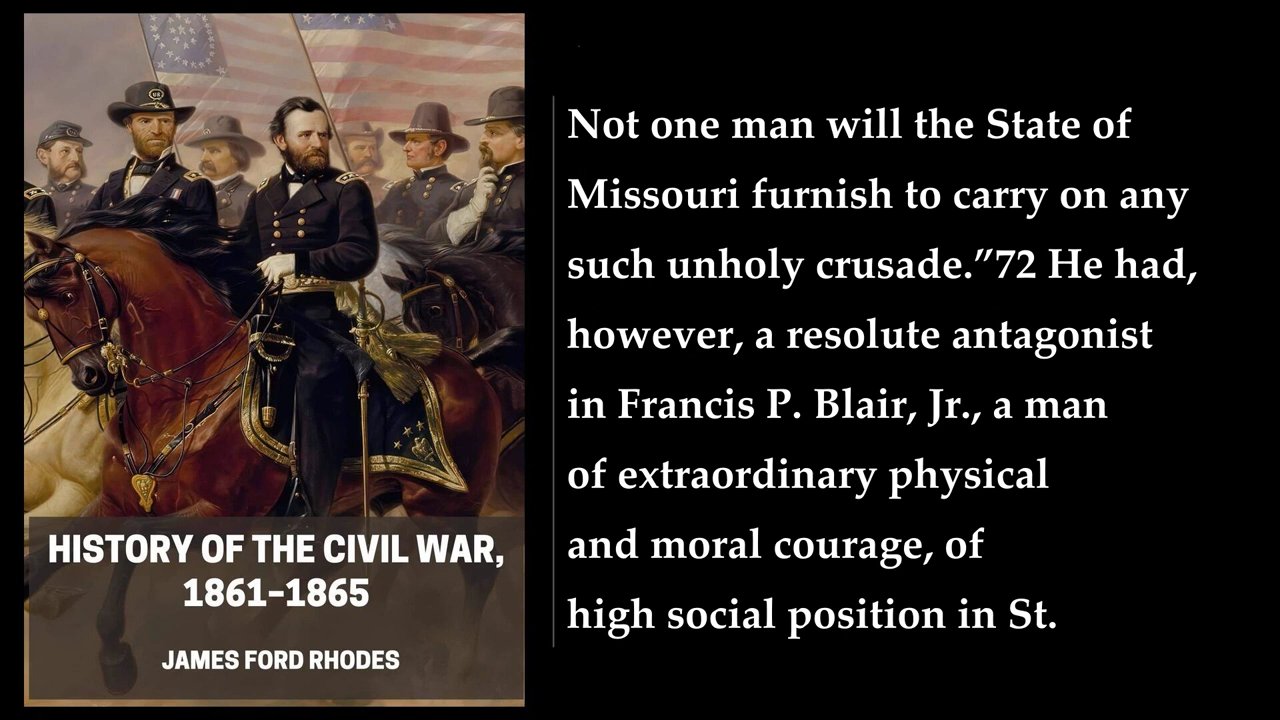 HISTORY OF THE CIVIL WAR,
1861–1865
JAMES FORD RHODES
Not one man will the State of
Missouri furnish to carry on any
such unholy crusade.”72 He had,
however, a resolute antagonist
in Francis P. Blair, Jr., a man
of extraordinary physical
and moral courage, of
high social position in St.